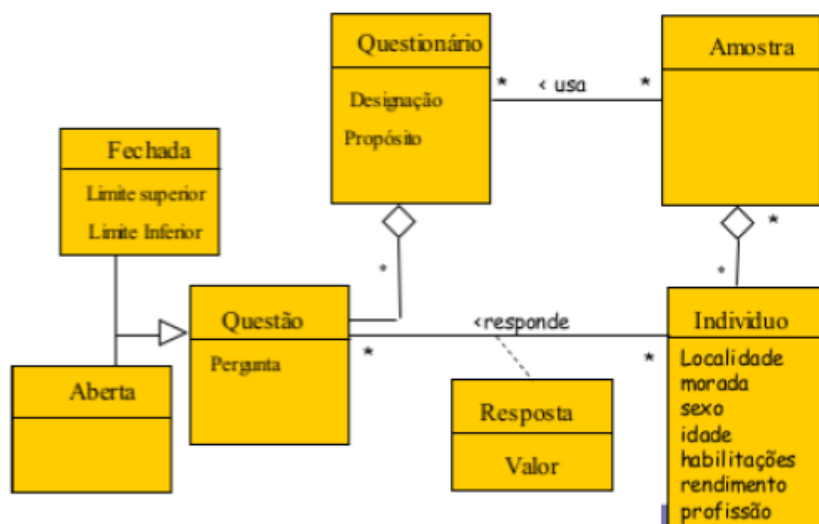 Questionário
Designação
Propósito
* < usa *
Amostra
*
Fechada
Limite superior
Limite Inferior
*
*
Questão
Pergunta
<responde
*
*
Individuo
Localidade
morada
sexo
idade
habilitações
rendimento
profissão
Aberta
Resposta
Valor